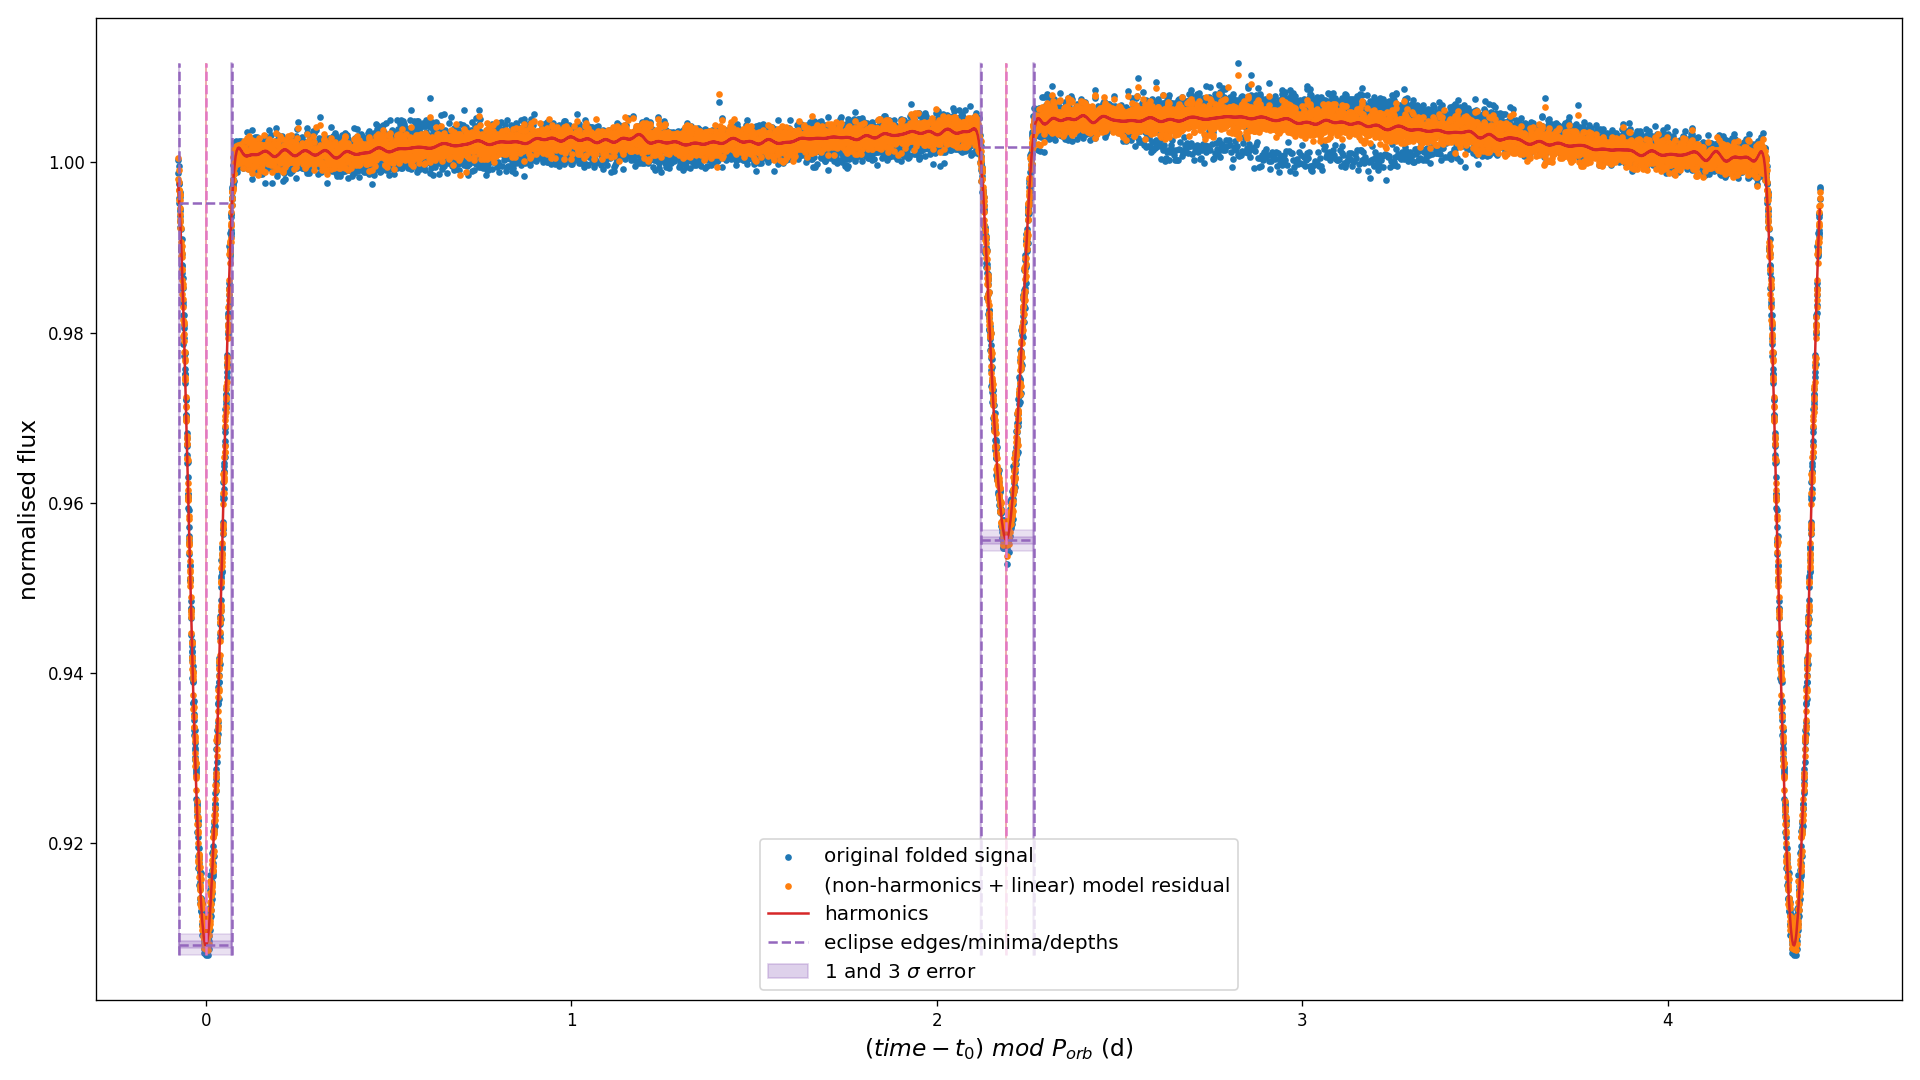 normalised flux
1.00
0.98
0.96
0.94
0.92
original folded signal
(non-harmonics + linear) model residual
harmonics
eclipse edges/minima/depths
1 and 3 σ error
0 1 2 3 4
(time − t₀) mod P_orb (d)